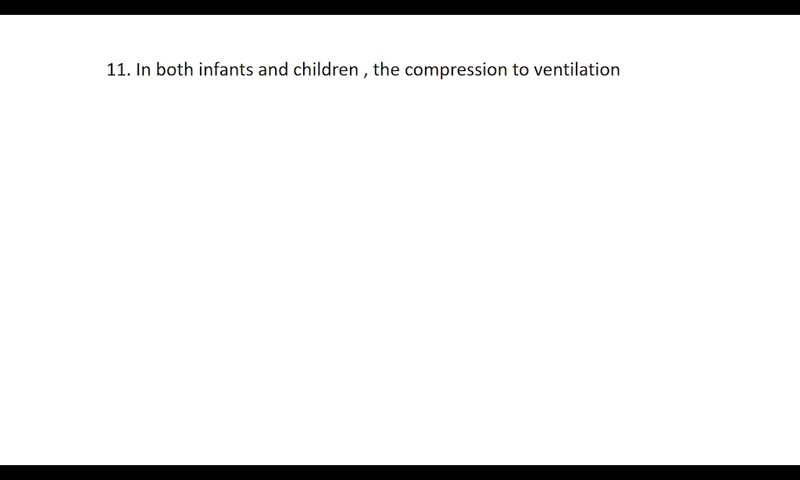 11. In both infants and children , the compression to ventilation